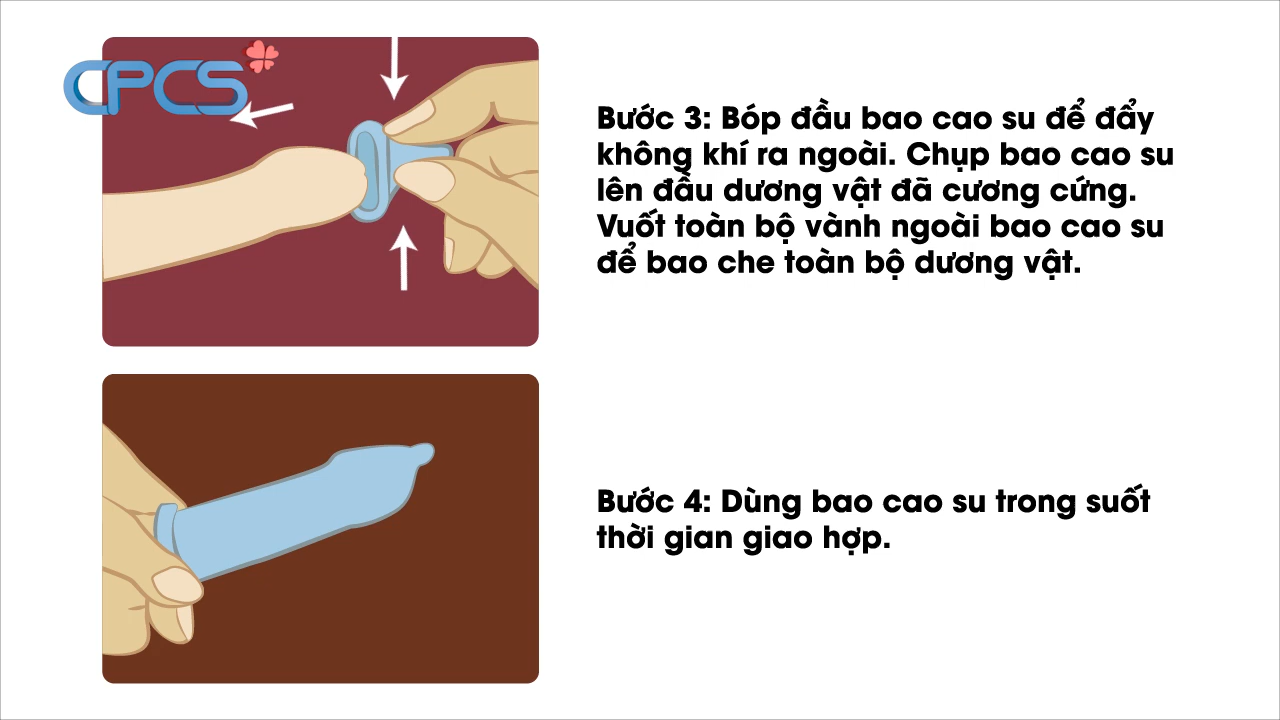 CPCS
Bước 3: Bóp đầu bao cao su để đẩy
không khí ra ngoài. Chụp bao cao su
lên đầu dương vật đã cương cứng.
Vuốt toàn bộ vành ngoài bao cao su
để bao che toàn bộ dương vật.
Bước 4: Dùng bao cao su trong suốt
thời gian giao hợp.